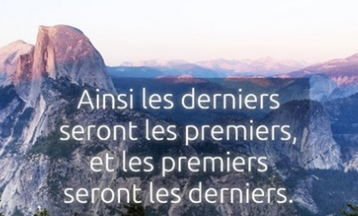 Ainsi les derniers
seront les premiers,
et les premiers
seront les derniers.